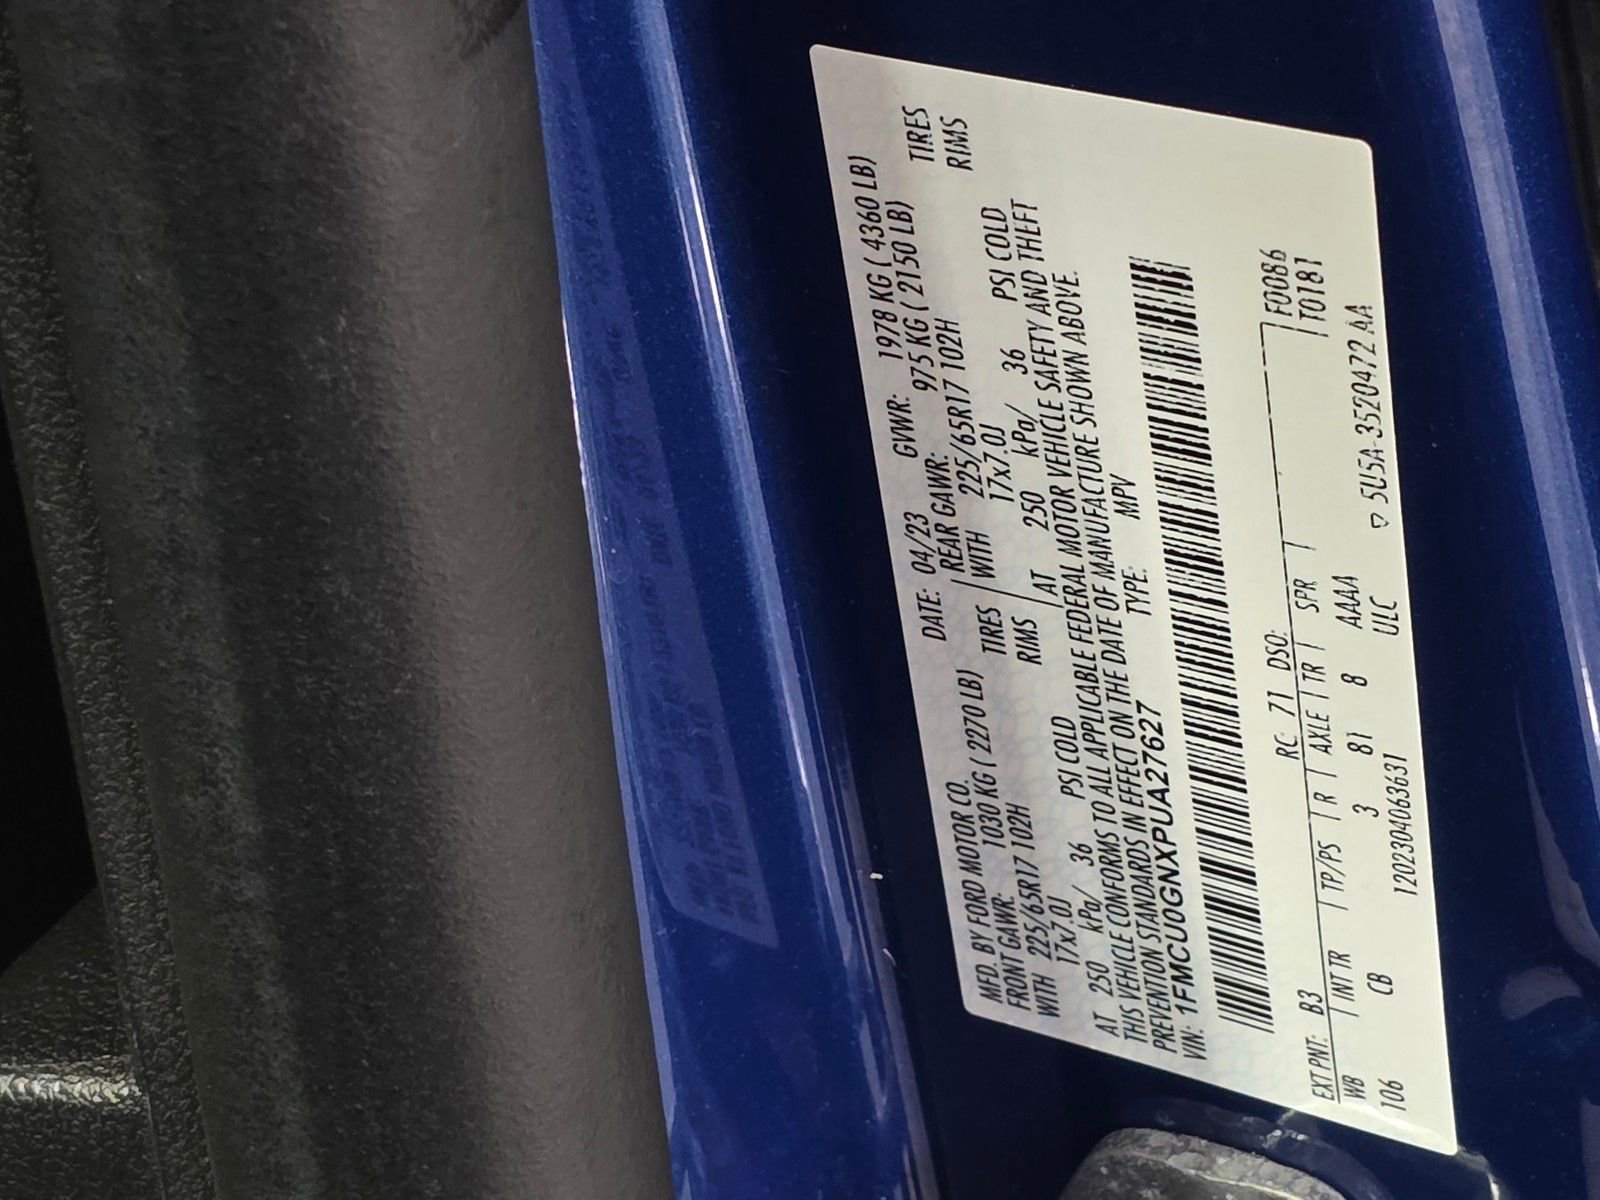 MFD. BY FORD MOTOR CO. DATE: 04/23 GVWR: 1978 KG ( 4360 LB)
FRONT GAWR: 1030 KG ( 2270 LB) REAR GAWR: 975 KG ( 2150 LB)
WITH 225/65R17 102H TIRES WITH 225/65R17 102H TIRES
17x7.0J RIMS 17x7.0J RIMS
AT 250 kPa/ 36 PSI COLD AT 250 kPa/ 36 PSI COLD
THIS VEHICLE CONFORMS TO ALL APPLICABLE FEDERAL MOTOR VEHICLE SAFETY AND THEFT
PREVENTION STANDARDS IN EFFECT ON THE DATE OF MANUFACTURE SHOWN ABOVE.
VIN: 1FMCU0GNXPUA27627 TYPE: MPV
EXT PNT: B3 RC: 71 DSO: F0086
WB INT TR TP/PS R AXLE TR SPR T0181
106 CB 3 81 8 AAAA
1202304063631 ULC 5U5A-3520472 AA